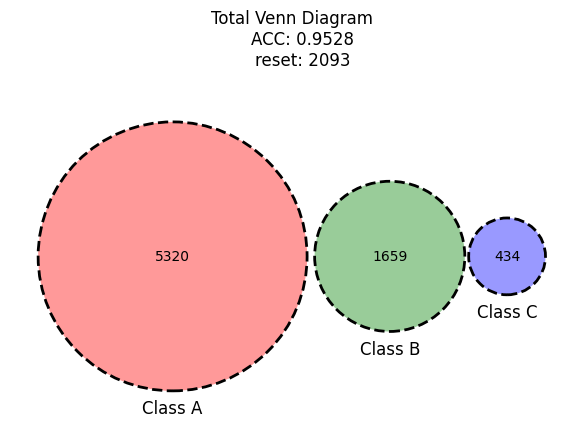 Total Venn Diagram
ACC: 0.9528
reset: 2093
5320
1659
434
Class C
Class B
Class A